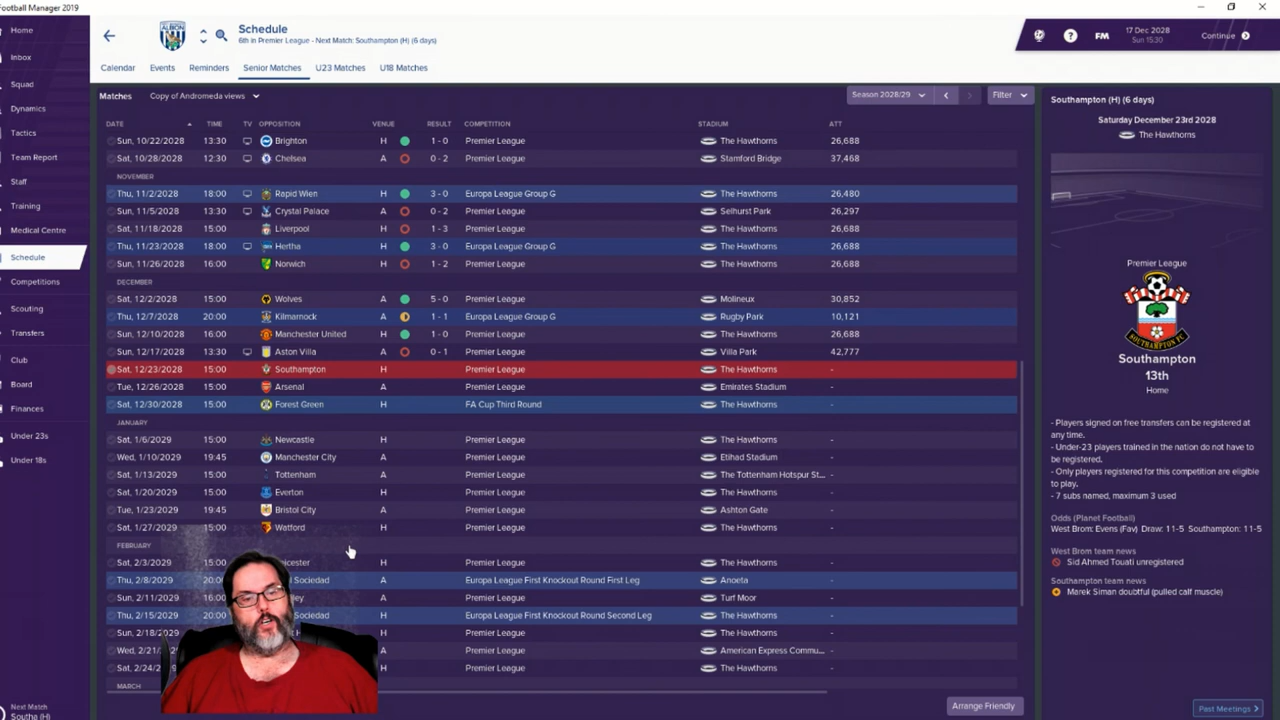 Football Manager 2019
Home
Inbox
Squad
Dynamics
Tactics
Team Report
Staff
Training
Medical Centre
Schedule
Competitions
Scouting
Transfers
Club
Board
Finances
Under 23s
Under 18s
Next Match
Southa (H)
ALBION
Schedule
6th in Premier League - Next Match: Southampton (H) (6 days)
FM
17 Dec 2028
Sun 15:30
Continue
Calendar Events Reminders Senior Matches U23 Matches U18 Matches
Matches Copy of Andromeda views Season 2028/29 Filter
DATE TIME TV OPPOSITION VENUE RESULT COMPETITION STADIUM ATT
Sun, 10/22/2028 13:30 Brighton H 1 - 0 Premier League The Hawthorns 26,688
Sat, 10/28/2028 12:30 Chelsea A 0 - 2 Premier League Stamford Bridge 37,468
NOVEMBER
Thu, 11/2/2028 18:00 Rapid Wien H 3 - 0 Europa League Group G The Hawthorns 26,480
Sun, 11/5/2028 13:30 Crystal Palace A 0 - 2 Premier League Selhurst Park 26,297
Sat, 11/18/2028 15:00 Liverpool H 1 - 3 Premier League The Hawthorns 26,688
Thu, 11/23/2028 18:00 Hertha H 3 - 0 Europa League Group G The Hawthorns 26,688
Sun, 11/26/2028 16:00 Norwich H 1 - 2 Premier League The Hawthorns 26,688
DECEMBER
Sat, 12/2/2028 15:00 Wolves A 5 - 0 Premier League Molineux 30,852
Thu, 12/7/2028 20:00 Kilmarnock A 1 - 1 Europa League Group G Rugby Park 10,121
Sun, 12/10/2028 16:00 Manchester United H 1 - 0 Premier League The Hawthorns 26,688
Sun, 12/17/2028 13:30 Aston Villa A 0 - 1 Premier League Villa Park 42,777
Sat, 12/23/2028 15:00 Southampton H Premier League The Hawthorns -
Tue, 12/26/2028 15:00 Arsenal A Premier League Emirates Stadium -
Sat, 12/30/2028 15:00 Forest Green H FA Cup Third Round The Hawthorns -
JANUARY
Sat, 1/6/2029 15:00 Newcastle H Premier League The Hawthorns -
Wed, 1/10/2029 19:45 Manchester City A Premier League Etihad Stadium -
Sat, 1/13/2029 15:00 Tottenham A Premier League The Tottenham Hotspur St... -
Sat, 1/20/2029 15:00 Everton H Premier League The Hawthorns -
Tue, 1/23/2029 19:45 Bristol City A Premier League Ashton Gate -
Sat, 1/27/2029 15:00 Watford H Premier League The Hawthorns -
FEBRUARY
Sat, 2/3/2029 15:00 icester H Premier League The Hawthorns -
Thu, 2/8/2029 20:00 Sociedad A Europa League First Knockout Round First Leg Anoeta -
Sun, 2/11/2029 16:00 ley A Premier League Turf Moor -
Thu, 2/15/2029 20:00 Sociedad H Europa League First Knockout Round Second Leg The Hawthorns -
Sun, 2/18/2029 H Premier League The Hawthorns -
Wed, 2/21/ A Premier League American Express Commu... -
Sat, 2/24/ H Premier League The Hawthorns -
MARCH
Arrange Friendly
Southampton (H) (6 days)
Saturday December 23rd 2028
The Hawthorns
Premier League
SOUTHAMPTON FC
Southampton
13th
Home
- Players signed on free transfers can be registered at
any time.
- Under-23 players trained in the nation do not have to
be registered.
- Only players registered for this competition are eligible
to play.
- 7 subs named, maximum 3 used
Odds (Planet Football)
West Brom: Evens (Fav) Draw: 11-5 Southampton: 11-5
West Brom team news
Sid Ahmed Touati unregistered
Southampton team news
Marek Siman doubtful (pulled calf muscle)
Past Meetings